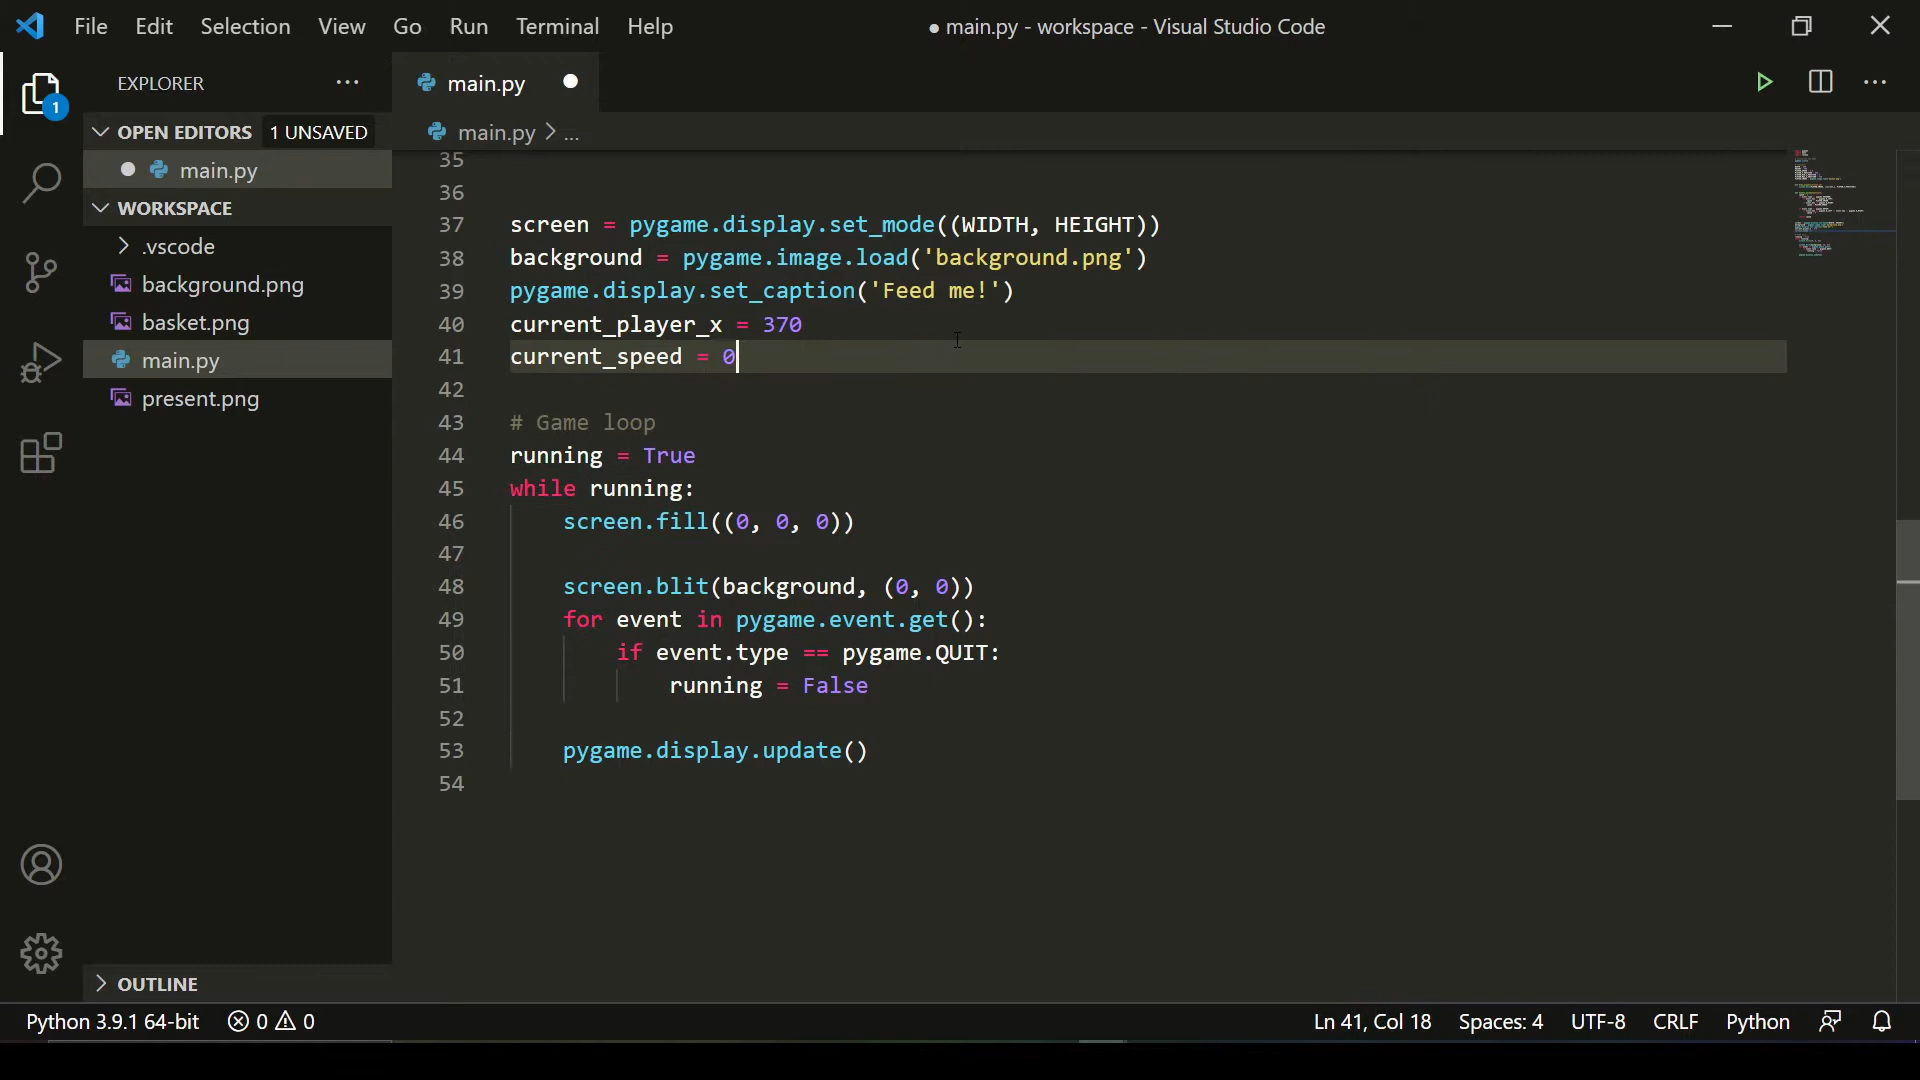 File Edit Selection View Go Run Terminal Help
● main.py - workspace - Visual Studio Code
EXPLORER
main.py
1
OPEN EDITORS 1 UNSAVED
main.py
WORKSPACE
.vscode
background.png
basket.png
main.py
present.png
OUTLINE
main.py > ...
35
36
37 screen = pygame.display.set_mode((WIDTH, HEIGHT))
38 background = pygame.image.load('background.png')
39 pygame.display.set_caption('Feed me!')
40 current_player_x = 370
41 current_speed = 0
42
43 # Game loop
44 running = True
45 while running:
46     screen.fill((0, 0, 0))
47
48     screen.blit(background, (0, 0))
49     for event in pygame.event.get():
50         if event.type == pygame.QUIT:
51             running = False
52
53     pygame.display.update()
54
Python 3.9.1 64-bit 0 0 Ln 41, Col 18 Spaces: 4 UTF-8 CRLF Python